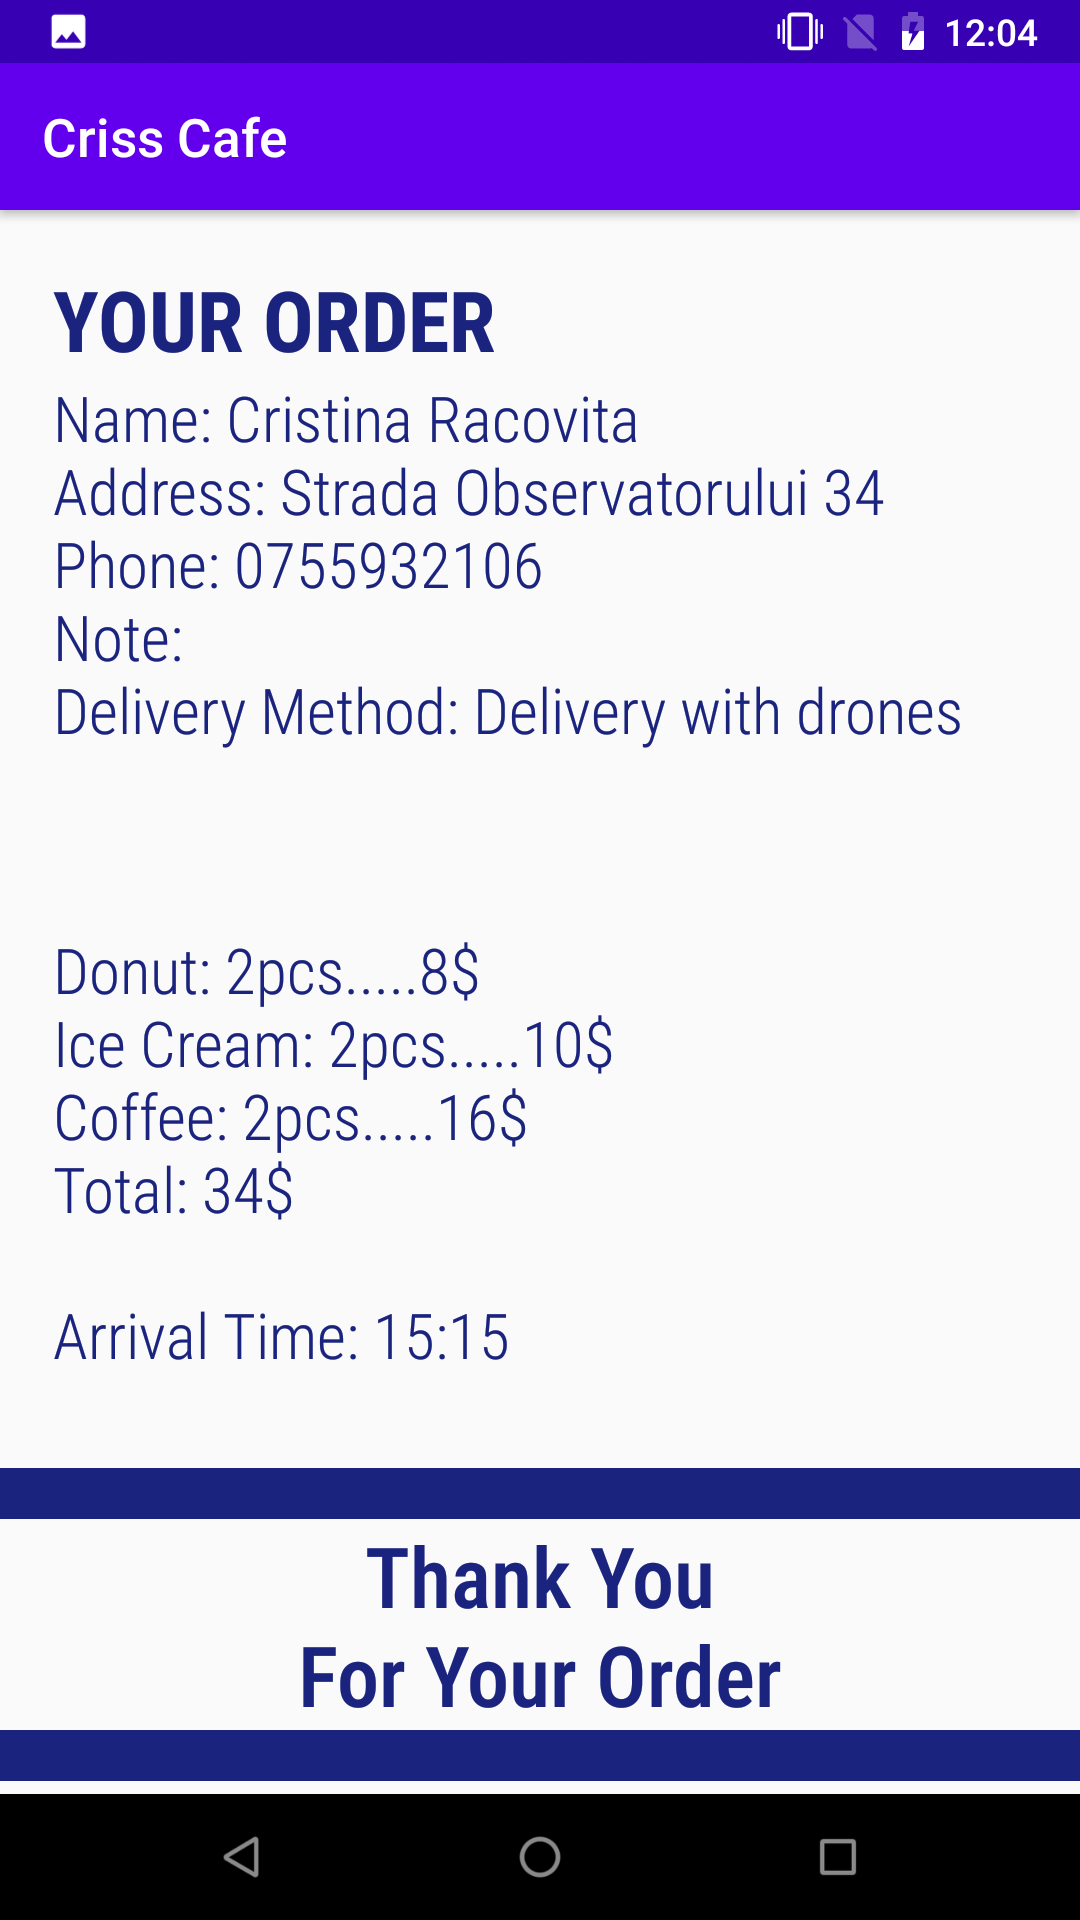 12:04
Criss Cafe
YOUR ORDER
Name: Cristina Racovita
Address: Strada Observatorului 34
Phone: 0755932106
Note:
Delivery Method: Delivery with drones
Donut: 2pcs.....8$
Ice Cream: 2pcs.....10$
Coffee: 2pcs.....16$
Total: 34$
Arrival Time: 15:15
Thank You
For Your Order